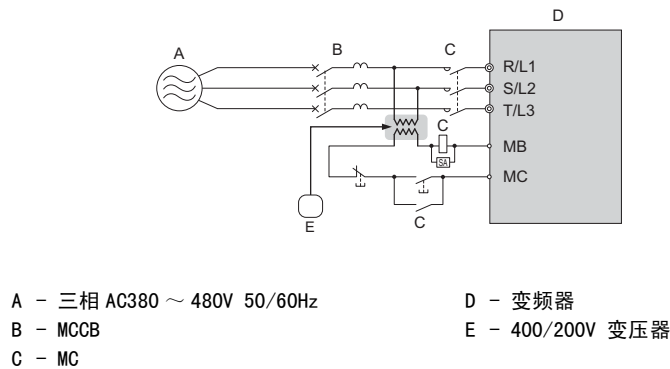 D
A
B
C
R/L1
S/L2
T/L3
C
MB
SA
MC
E
C
A － 三相 AC380 ～ 480V 50/60Hz
B － MCCB
C － MC
D － 变频器
E － 400/200V 变压器